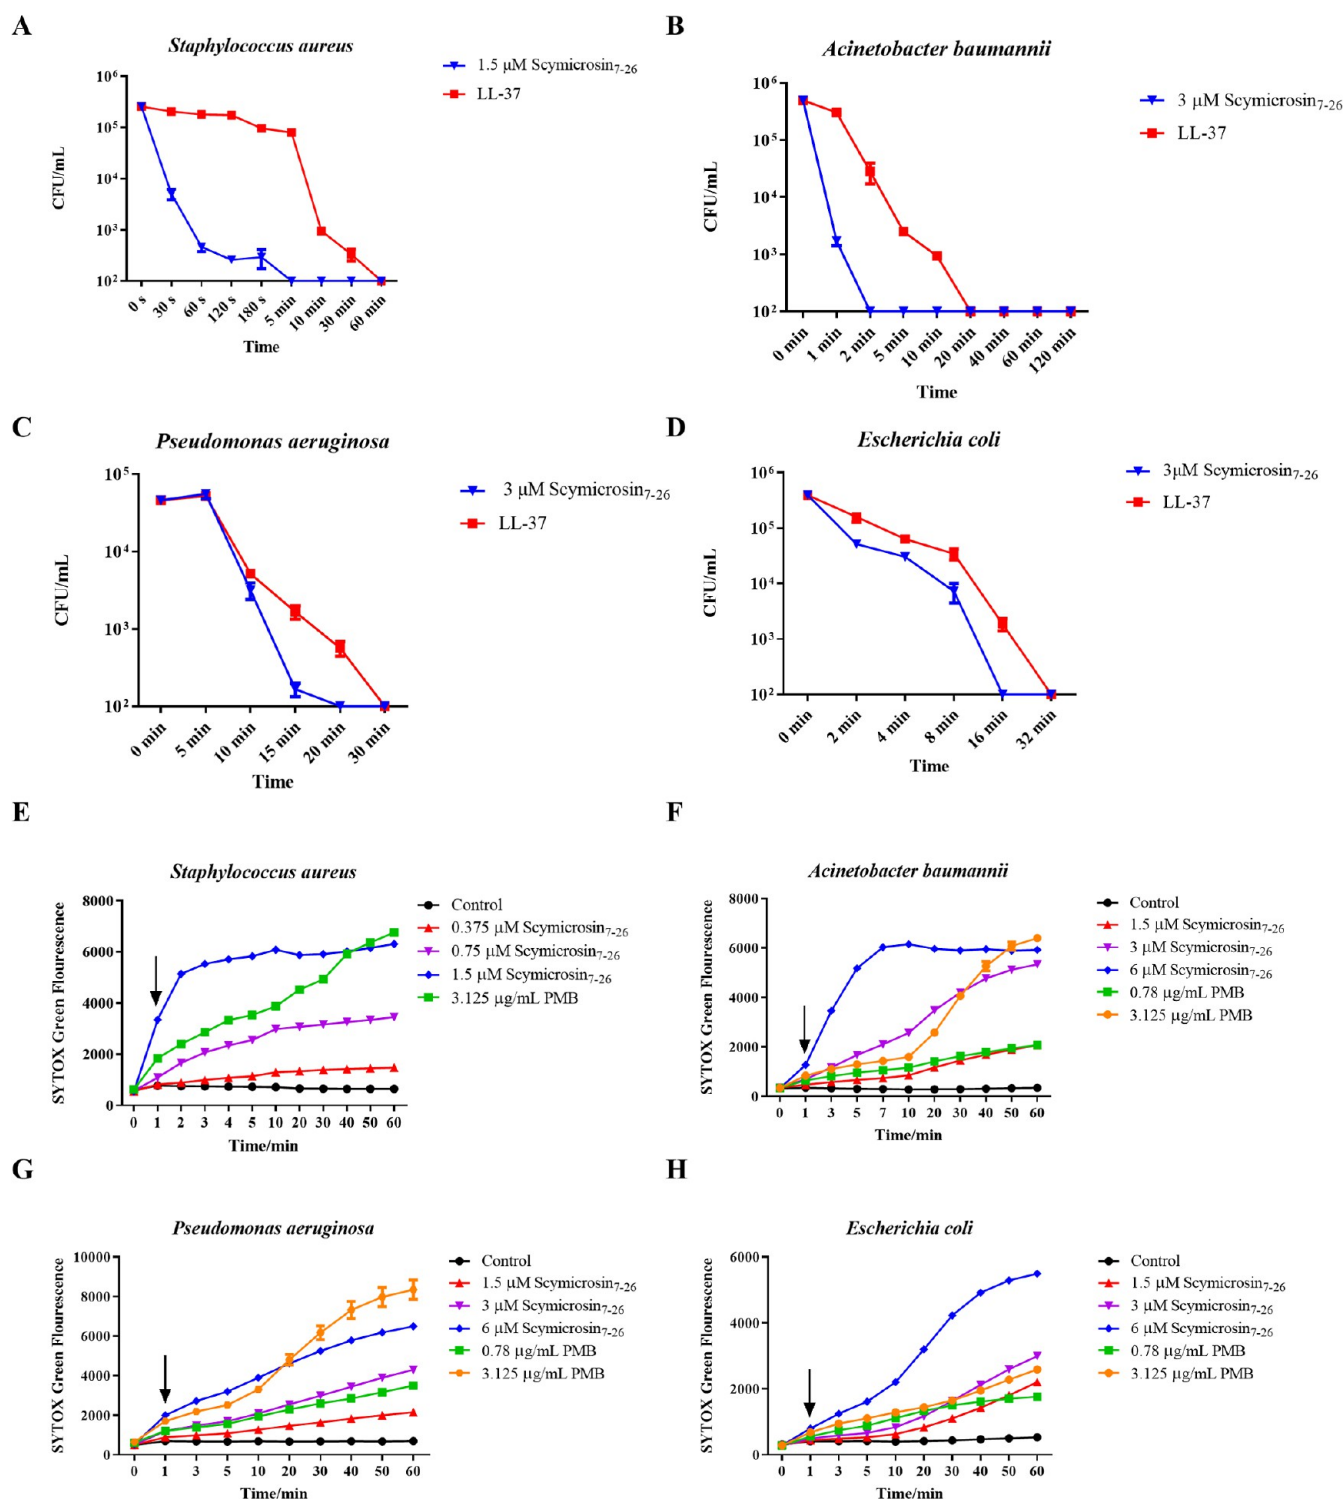 A
Staphylococcus aureus
1.5 μM Scymicrosin7-26
LL-37
CFU/mL
10⁶
10⁵
10⁴
10³
10²
0 s
30 s
60 s
120 s
180 s
5 min
10 min
30 min
60 min
Time
B
Acinetobacter baumannii
3 μM Scymicrosin7-26
LL-37
CFU/mL
10⁶
10⁵
10⁴
10³
10²
0 min
1 min
2 min
5 min
10 min
20 min
40 min
60 min
120 min
Time
C
Pseudomonas aeruginosa
3 μM Scymicrosin7-26
LL-37
CFU/mL
10⁵
10⁴
10³
10²
0 min
5 min
10 min
15 min
20 min
30 min
Time
D
Escherichia coli
3μM Scymicrosin7-26
LL-37
CFU/mL
10⁶
10⁵
10⁴
10³
10²
0 min
2 min
4 min
8 min
16 min
32 min
Time
E
Staphylococcus aureus
Control
0.375 μM Scymicrosin7-26
0.75 μM Scymicrosin7-26
1.5 μM Scymicrosin7-26
3.125 μg/mL PMB
SYTOX Green Flourescence
8000
6000
4000
2000
0
0 1 2 3 4 5 10 20 30 40 50 60
Time/min
F
Acinetobacter baumannii
Control
1.5 μM Scymicrosin7-26
3 μM Scymicrosin7-26
6 μM Scymicrosin7-26
0.78 μg/mL PMB
3.125 μg/mL PMB
SYTOX Green Flourescence
8000
6000
4000
2000
0
0 1 3 5 7 10 20 30 40 50 60
Time/min
G
Pseudomonas aeruginosa
Control
1.5 μM Scymicrosin7-26
3 μM Scymicrosin7-26
6 μM Scymicrosin7-26
0.78 μg/mL PMB
3.125 μg/mL PMB
SYTOX Green Flourescence
10000
8000
6000
4000
2000
0
0 1 3 5 10 20 30 40 50 60
Time/min
H
Escherichia coli
Control
1.5 μM Scymicrosin7-26
3 μM Scymicrosin7-26
6 μM Scymicrosin7-26
0.78 μg/mL PMB
3.125 μg/mL PMB
SYTOX Green Flourescence
6000
4000
2000
0
0 1 3 5 10 20 30 40 50 60
Time/min